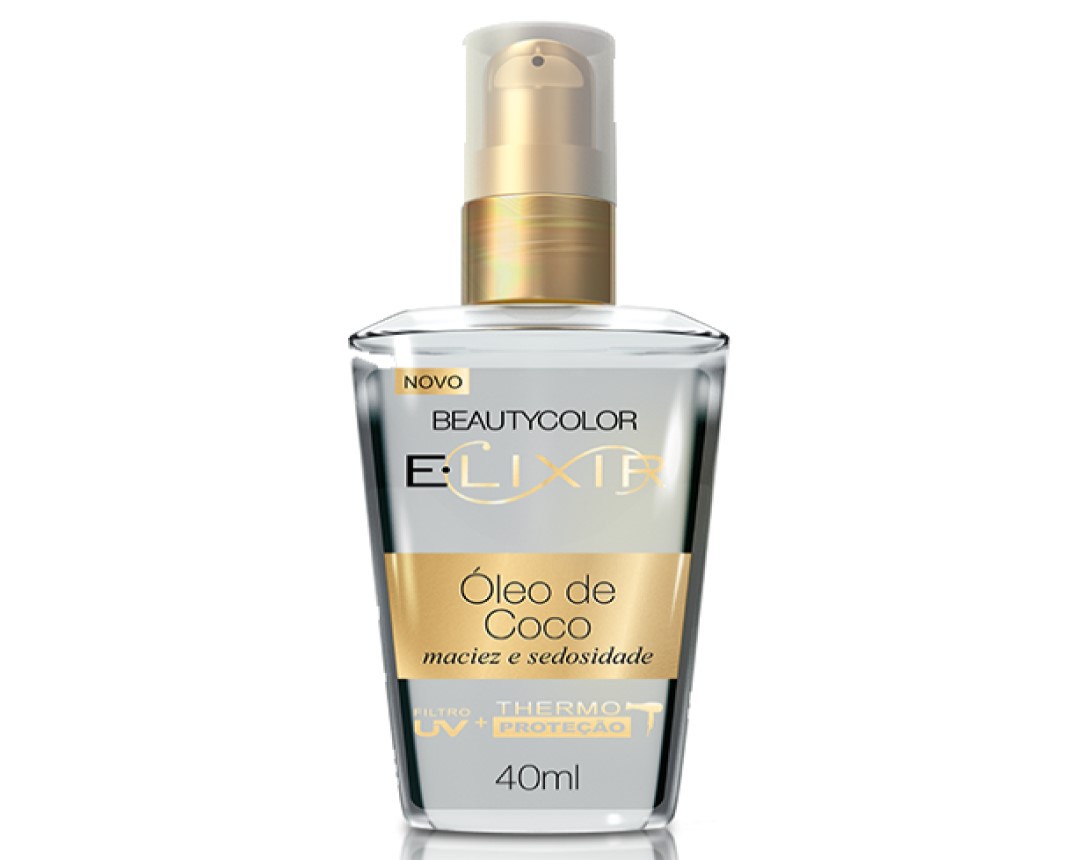 NOVO
BEAUTYCOLOR
E·LIXIR
Óleo de
Coco
maciez e sedosidade
FILTRO
UV + THERMO
PROTEÇÃO
40ml